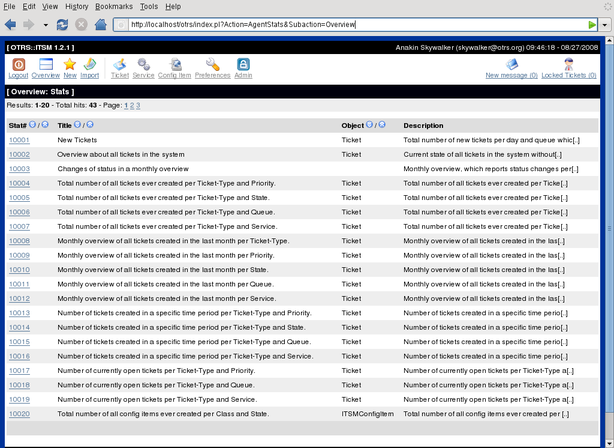 File Edit View History Bookmarks Tools Help
http://localhost/otrs/index.pl?Action=AgentStats&Subaction=Overview
[ OTRS::ITSM 1.2.1 ] Anakin Skywalker (skywalker@otrs.org) 09:46:18 - 08/27/2008
Logout Overview New Import Ticket Service Config Item Preferences Admin New message (0) Locked Tickets (0)
[ Overview: Stats ]
Results: 1-20 - Total hits: 43 - Page: 1 2 3
Stat# Title Object Description
10001 New Tickets Ticket Total number of new tickets per day and queue whic[..]
10002 Overview about all tickets in the system Ticket Current state of all tickets in the system without[..]
10003 Changes of status in a monthly overview Monthly overview, which reports status changes per[..]
10004 Total number of all tickets ever created per Ticket-Type and Priority. Ticket Total number of all tickets ever created per Ticke[..]
10005 Total number of all tickets ever created per Ticket-Type and State. Ticket Total number of all tickets ever created per Ticke[..]
10006 Total number of all tickets ever created per Ticket-Type and Queue. Ticket Total number of all tickets ever created per Ticke[..]
10007 Total number of all tickets ever created per Ticket-Type and Service. Ticket Total number of all tickets ever created per Ticke[..]
10008 Monthly overview of all tickets created in the last month per Ticket-Type. Ticket Monthly overview of all tickets created in the las[..]
10009 Monthly overview of all tickets created in the last month per Priority. Ticket Monthly overview of all tickets created in the las[..]
10010 Monthly overview of all tickets created in the last month per State. Ticket Monthly overview of all tickets created in the las[..]
10011 Monthly overview of all tickets created in the last month per Queue. Ticket Monthly overview of all tickets created in the las[..]
10012 Monthly overview of all tickets created in the last month per Service. Ticket Monthly overview of all tickets created in the las[..]
10013 Number of tickets created in a specific time period per Ticket-Type and Priority. Ticket Number of tickets created in a specific time perio[..]
10014 Number of tickets created in a specific time period per Ticket-Type and State. Ticket Number of tickets created in a specific time perio[..]
10015 Number of tickets created in a specific time period per Ticket-Type and Queue. Ticket Number of tickets created in a specific time perio[..]
10016 Number of tickets created in a specific time period per Ticket-Type and Service. Ticket Number of tickets created in a specific time perio[..]
10017 Number of currently open tickets per Ticket-Type and Priority. Ticket Number of currently open tickets per Ticket-Type a[..]
10018 Number of currently open tickets per Ticket-Type and Queue. Ticket Number of currently open tickets per Ticket-Type a[..]
10019 Number of currently open tickets per Ticket-Type and Service. Ticket Number of currently open tickets per Ticket-Type a[..]
10020 Total number of all config items ever created per Class and State. ITSMConfigItem Total number of all config items ever created per [..]